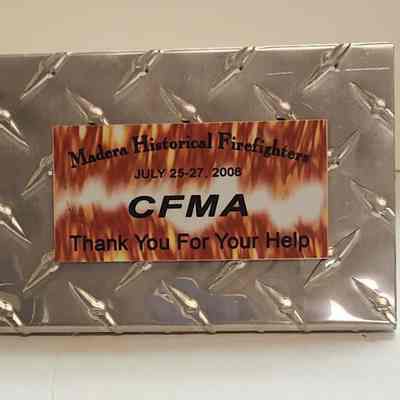 Madera Historical Firefighters
JULY 25-27, 2008
CFMA
Thank You For Your Help